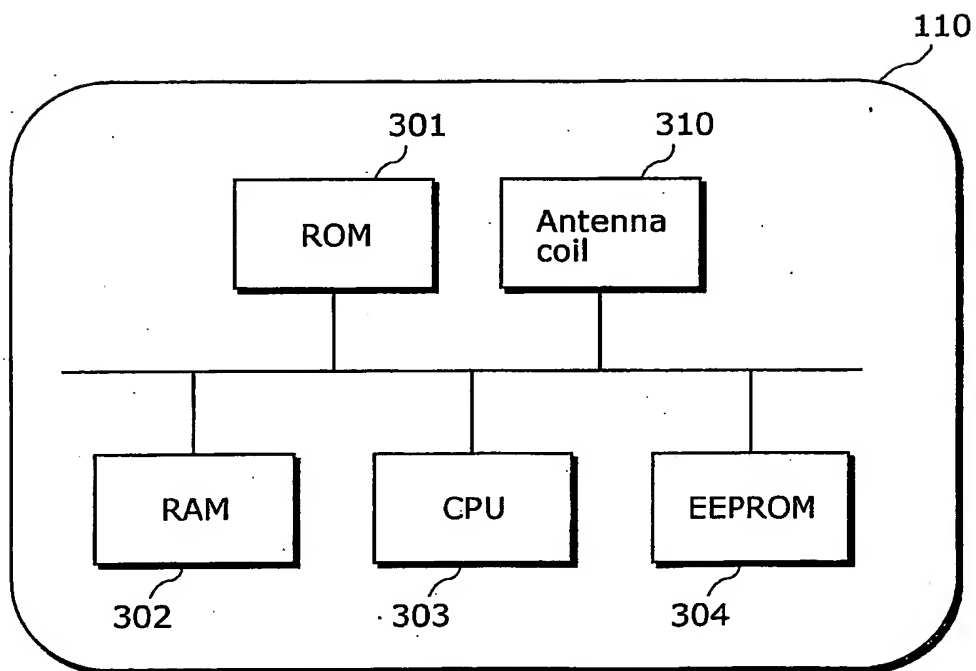 110
301
310
ROM
Antenna
coil
RAM
CPU
EEPROM
302
303
304